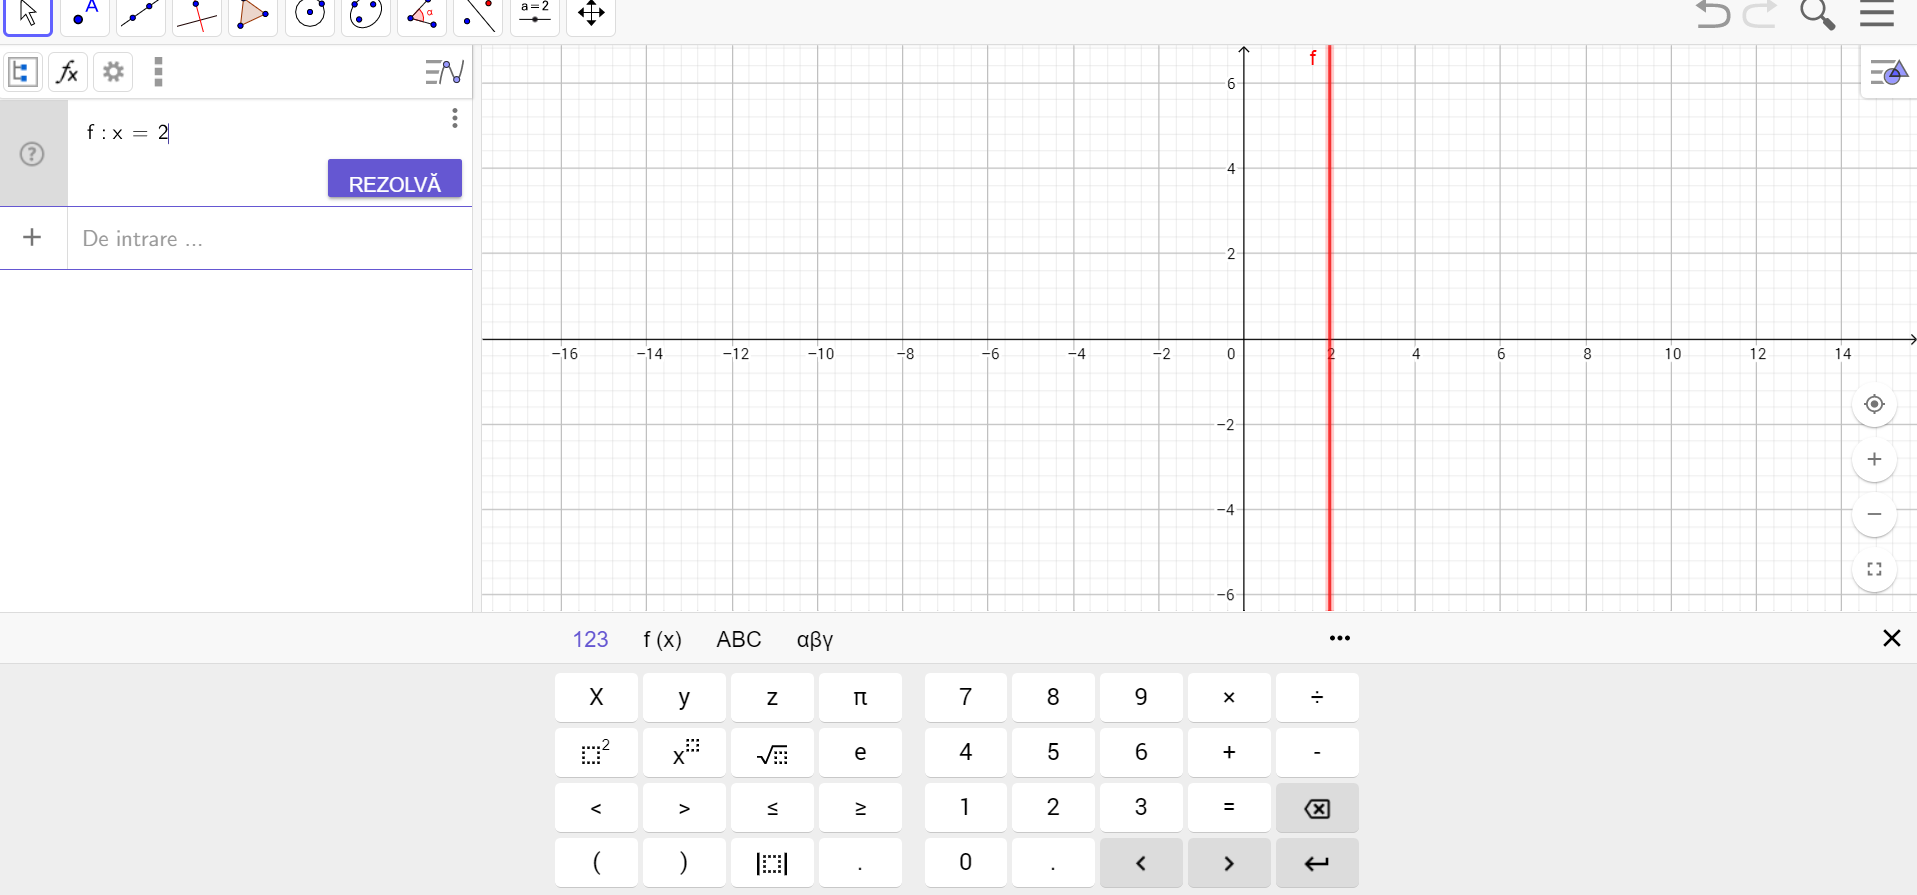 A
α
a=2
fx
f : x = 2
REZOLVĂ
De intrare ...
f
6
4
2
−16 −14 −12 −10 −8 −6 −4 −2 0 2 4 6 8 10 12 14
−2
−4
−6
123 f (x) ABC αβγ
X y z π 7 8 9 × ÷
2 x √ e 4 5 6 + -
< > ≤ ≥ 1 2 3 =
( ) | | . 0 . < >